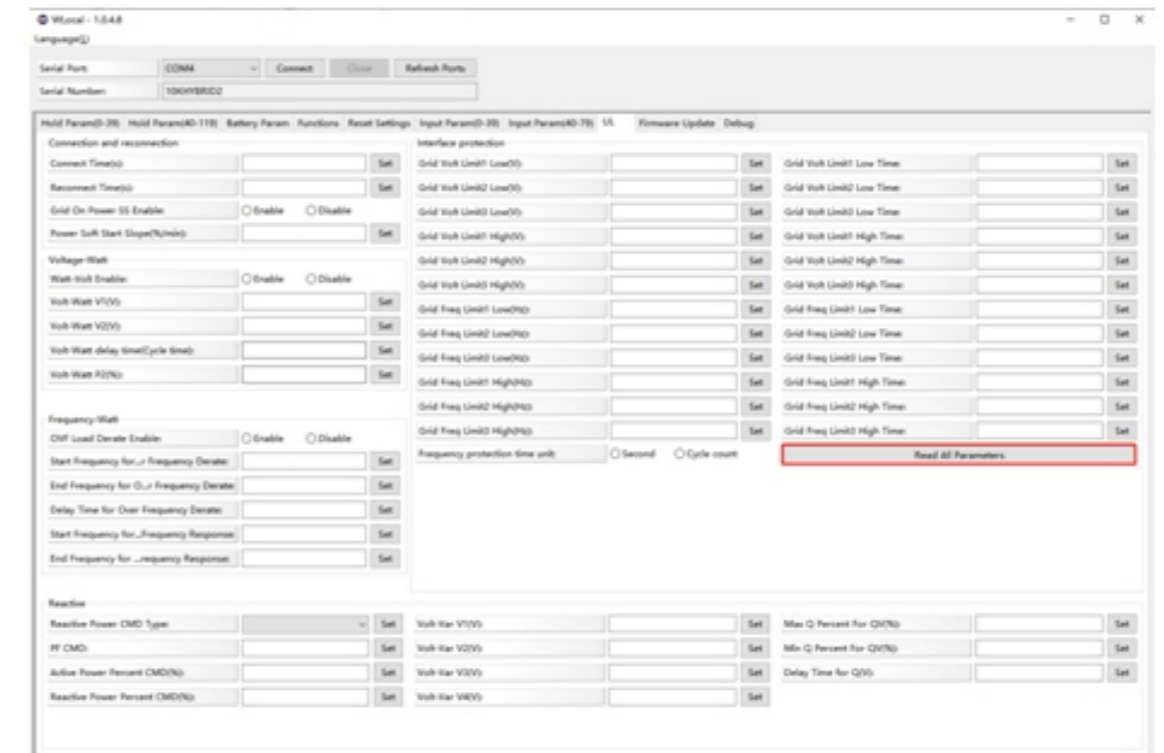 WLocal - 1.0.4.8
Language(L)
Serial Port: COM4 Connect Close Refresh Ports
Serial Number: 10KHYBRID2
Hold Param(0-39) Hold Param(40-119) Battery Param Functions Reset Settings Input Param(0-39) Input Param(40-79) UL Firmware Update Debug
Connection and reconnection
Connect Time(s): Set
Reconnect Time(s): Set
Grid On Power SS Enable: Enable Disable
Power Soft Start Slope(%/min): Set
Voltage-Watt
Watt-Volt Enable: Enable Disable
Volt-Watt V1(V): Set
Volt-Watt V2(V): Set
Volt-Watt delay time(Cycle time): Set
Volt-Watt P2(%): Set
Frequency-Watt
OVF Load Derate Enable: Enable Disable
Start Frequency for...r Frequency Derate: Set
End Frequency for O...r Frequency Derate: Set
Delay Time for Over Frequency Derate: Set
Start Frequency for...Frequency Response: Set
End Frequency for ...requency Response: Set
Interface protection
Grid Volt Limit1 Low(V): Set Grid Volt Limit1 Low Time: Set
Grid Volt Limit2 Low(V): Set Grid Volt Limit2 Low Time: Set
Grid Volt Limit3 Low(V): Set Grid Volt Limit3 Low Time: Set
Grid Volt Limit1 High(V): Set Grid Volt Limit1 High Time: Set
Grid Volt Limit2 High(V): Set Grid Volt Limit2 High Time: Set
Grid Volt Limit3 High(V): Set Grid Volt Limit3 High Time: Set
Grid Freq Limit1 Low(Hz): Set Grid Freq Limit1 Low Time: Set
Grid Freq Limit2 Low(Hz): Set Grid Freq Limit2 Low Time: Set
Grid Freq Limit3 Low(Hz): Set Grid Freq Limit3 Low Time: Set
Grid Freq Limit1 High(Hz): Set Grid Freq Limit1 High Time: Set
Grid Freq Limit2 High(Hz): Set Grid Freq Limit2 High Time: Set
Grid Freq Limit3 High(Hz): Set Grid Freq Limit3 High Time: Set
Frequency protection time unit: Second Cycle count Read All Parameters
Reactive
Reactive Power CMD Type: Set Volt-Var V1(V): Set Max Q Percent For QV(%): Set
PF CMD: Set Volt-Var V2(V): Set Min Q Percent For QV(%): Set
Active Power Percent CMD(%): Set Volt-Var V3(V): Set Delay Time for Q(V): Set
Reactive Power Percent CMD(%): Set Volt-Var V4(V): Set